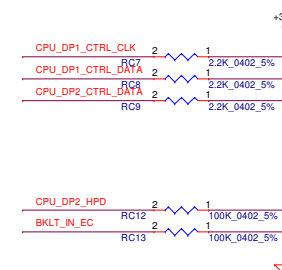 +3
CPU_DP1_CTRL_CLK 2 1
RC7 2.2K_0402_5%
CPU_DP1_CTRL_DATA 2 1
RC8 2.2K_0402_5%
CPU_DP2_CTRL_DATA 2 1
RC9 2.2K_0402_5%
CPU_DP2_HPD 2 1
RC12 100K_0402_5%
BKLT_IN_EC 2 1
RC13 100K_0402_5%